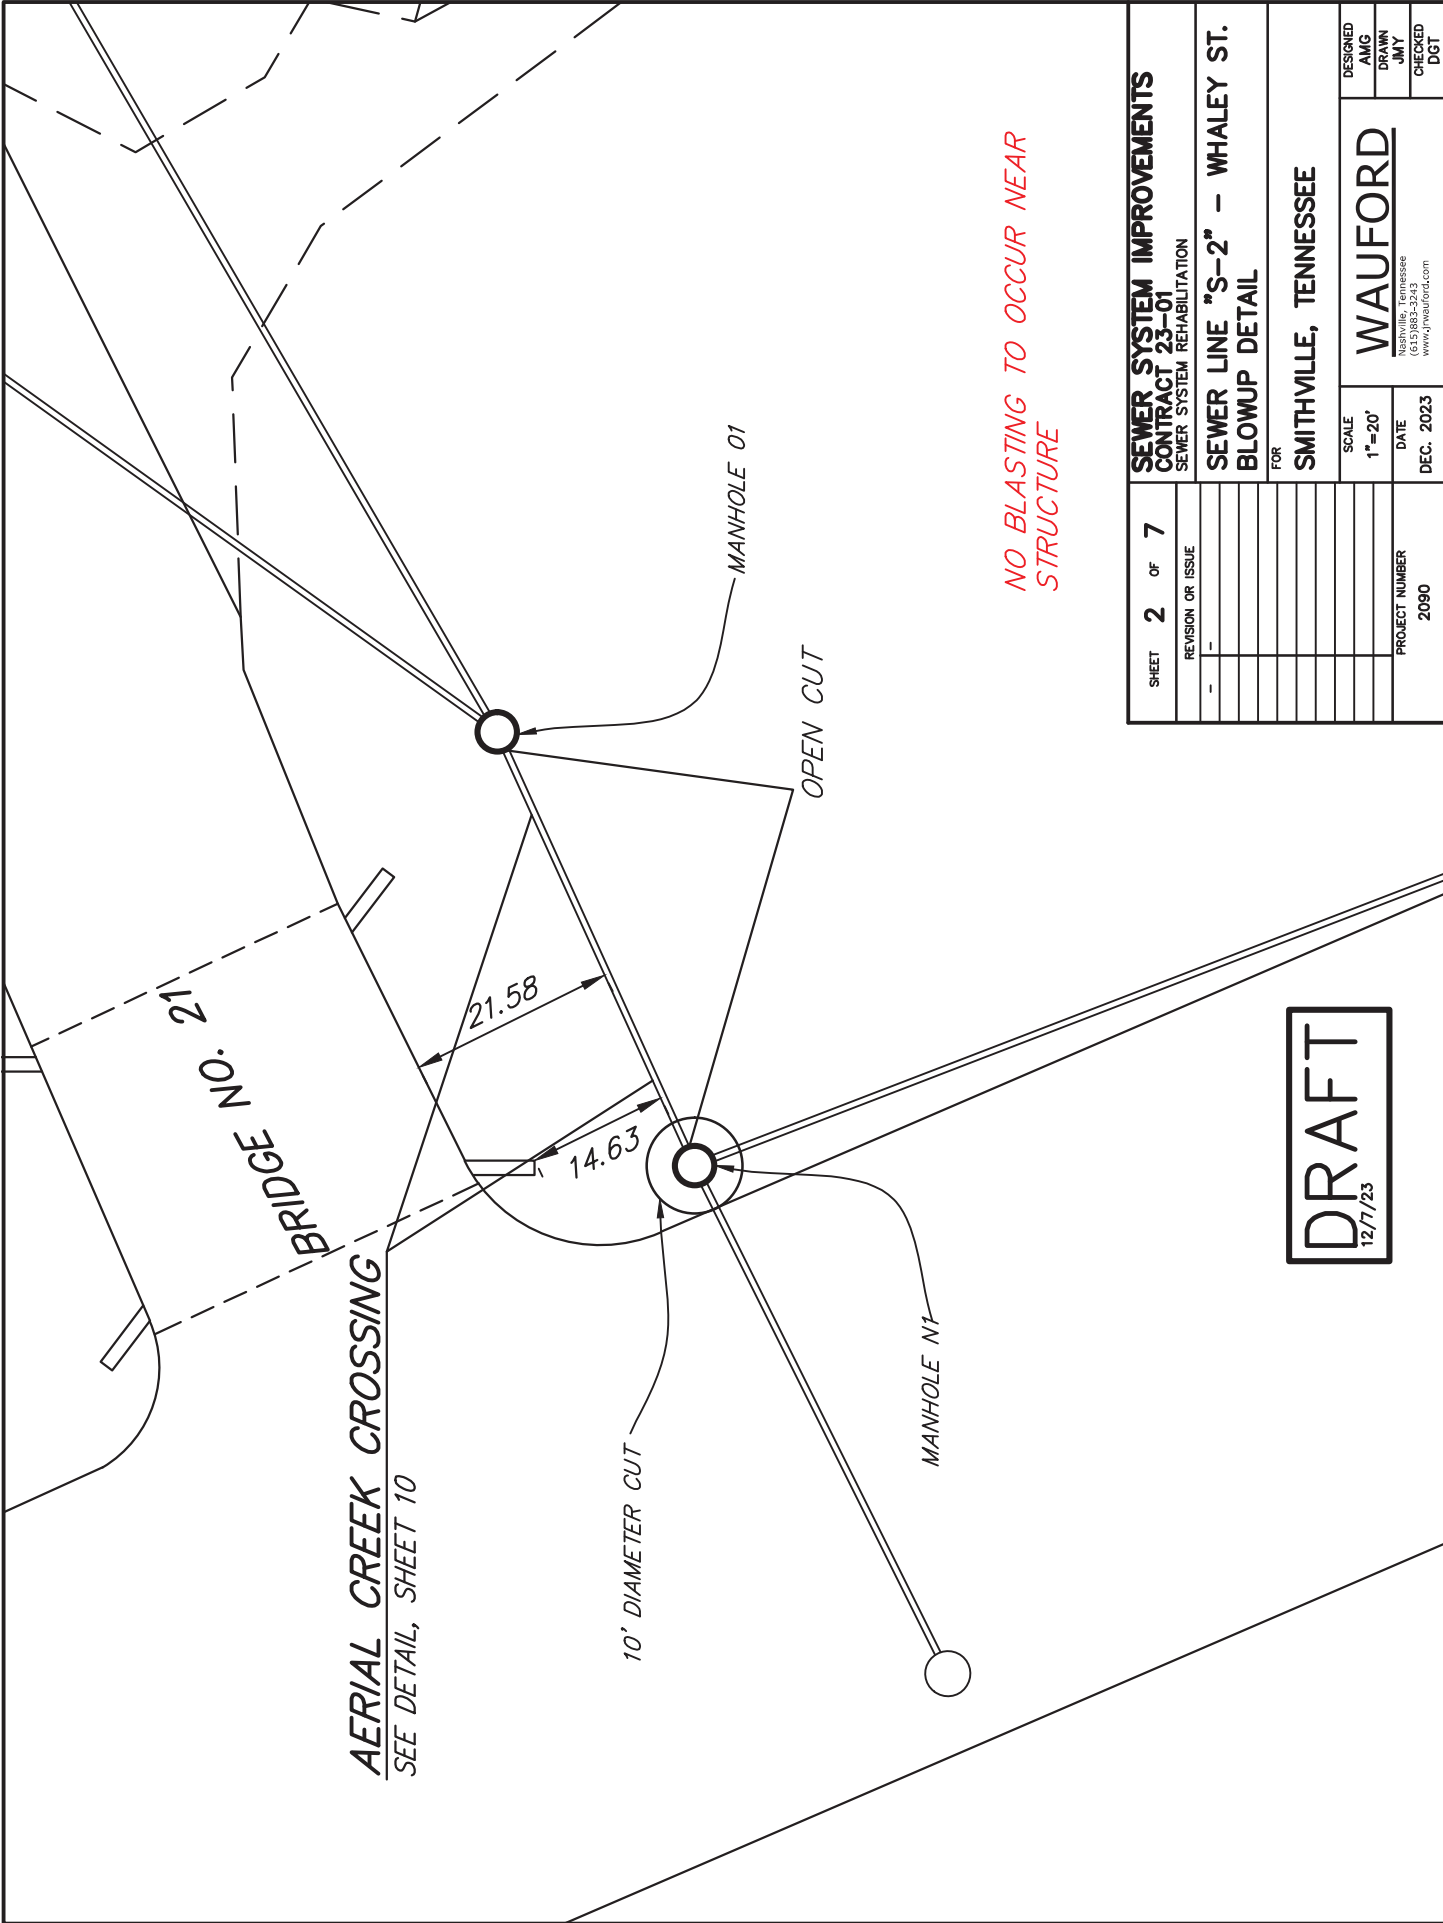 BRIDGE NO. 21
AERIAL CREEK CROSSING
SEE DETAIL, SHEET 10
21.58
14.63
10' DIAMETER CUT
MANHOLE 01
OPEN CUT
MANHOLE N1
NO BLASTING TO OCCUR NEAR
STRUCTURE
DRAFT
12/7/23
SHEET 2 OF 7
REVISION OR ISSUE
- -
PROJECT NUMBER
2090
SEWER SYSTEM IMPROVEMENTS
CONTRACT 23-01
SEWER SYSTEM REHABILITATION
SEWER LINE "S-2" - WHALEY ST.
BLOWUP DETAIL
FOR
SMITHVILLE, TENNESSEE
SCALE
1"=20'
DATE
DEC. 2023
WAUFORD
Nashville, Tennessee
(615)883-3243
www.jrwauford.com
DESIGNED
AMG
DRAWN
JMY
CHECKED
DGT